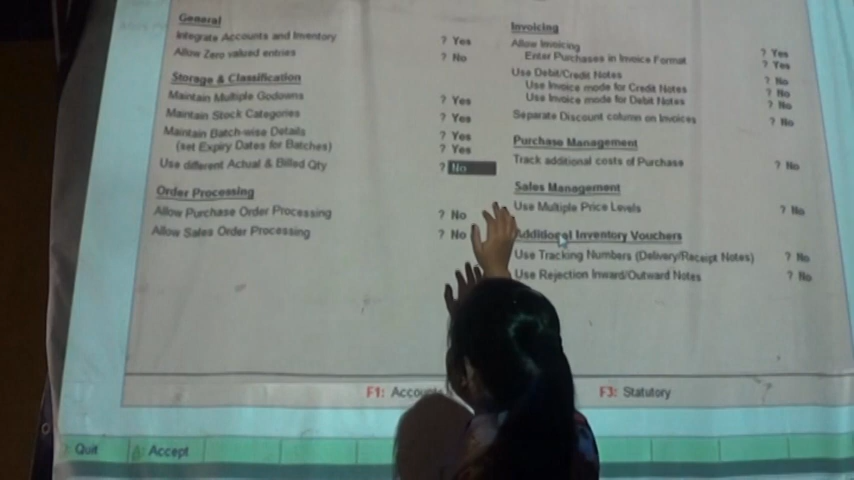 General
Integrate Accounts and Inventory ? Yes
Allow Zero valued entries ? No
Storage & Classification
Maintain Multiple Godowns ? Yes
Maintain Stock Categories ? Yes
Maintain Batch-wise Details ? Yes
(set Expiry Dates for Batches) ? Yes
Use different Actual & Billed Qty ? No
Order Processing
Allow Purchase Order Processing ? No
Allow Sales Order Processing ? No
Invoicing
Allow Invoicing ? Yes
Enter Purchases in Invoice Format ? Yes
Use Debit/Credit Notes ? No
Use Invoice mode for Credit Notes ? No
Use Invoice mode for Debit Notes ? No
Separate Discount column on Invoices ? No
Purchase Management
Track additional costs of Purchase ? No
Sales Management
Use Multiple Price Levels ? No
Additional Inventory Vouchers
Use Tracking Numbers (Delivery/Receipt Notes) ? No
Use Rejection Inward/Outward Notes ? No
F1: Accou F3: Statutory
Quit A: Accept